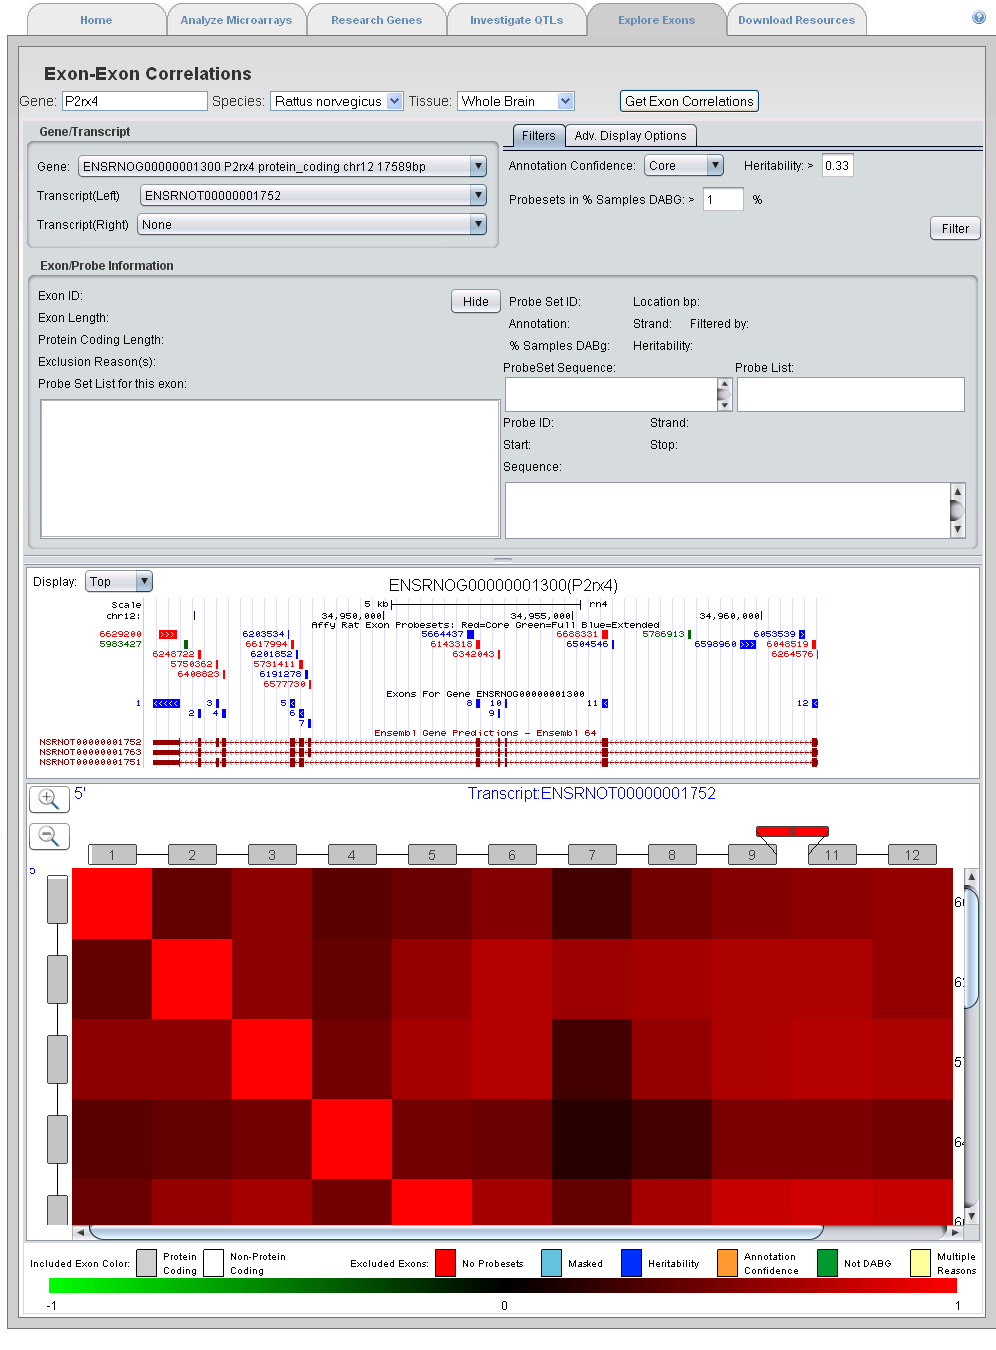 Home Analyze Microarrays Research Genes Investigate QTLs Explore Exons Download Resources ?
Exon-Exon Correlations
Gene: P2rx4 Species: Rattus norvegicus Tissue: Whole Brain Get Exon Correlations
Gene/Transcript
Filters Adv. Display Options
Gene: ENSRNOG00000001300 P2rx4 protein_coding chr12 17589bp
Annotation Confidence: Core Heritability: > 0.33
Transcript(Left) ENSRNOT00000001752
Probesets in % Samples DABG: > 1 %
Transcript(Right) None
Filter
Exon/Probe Information
Exon ID:
Hide
Probe Set ID: Location bp:
Exon Length:
Annotation: Strand: Filtered by:
Protein Coding Length:
% Samples DABg: Heritability:
Exclusion Reason(s):
ProbeSet Sequence: Probe List:
Probe Set List for this exon:
Probe ID: Strand:
Start: Stop:
Sequence:
Display: Top
ENSRNOG00000001300(P2rx4)
Scale 5 kb rn4
chr12: 34,950,000 34,955,000 34,960,000
Affy Rat Exon Probesets: Red=Core Green=Full Blue=Extended
6629200 6203534 5664437 6688331 5786913 6053539
5983427 6617994 6143318 6504546 5598960 6048519
6248722 6201852 6342043 6264576
5750362 5731411
6408823 6191278
6577730
Exons For Gene ENSRNOG00000001300
1 3 5 8 10 11 12
2 4 6 9
7
Ensembl Gene Predictions - Ensembl 64
NSRNOT00000001752
NSRNOT00000001763
NSRNOT00000001751
5' Transcript:ENSRNOT00000001752
1 2 3 4 5 6 7 8 9 11 12
Included Exon Color: Protein Coding Non-Protein Coding Excluded Exons: No Probesets Masked Heritability Annotation Confidence Not DABG Multiple Reasons
-1 0 1